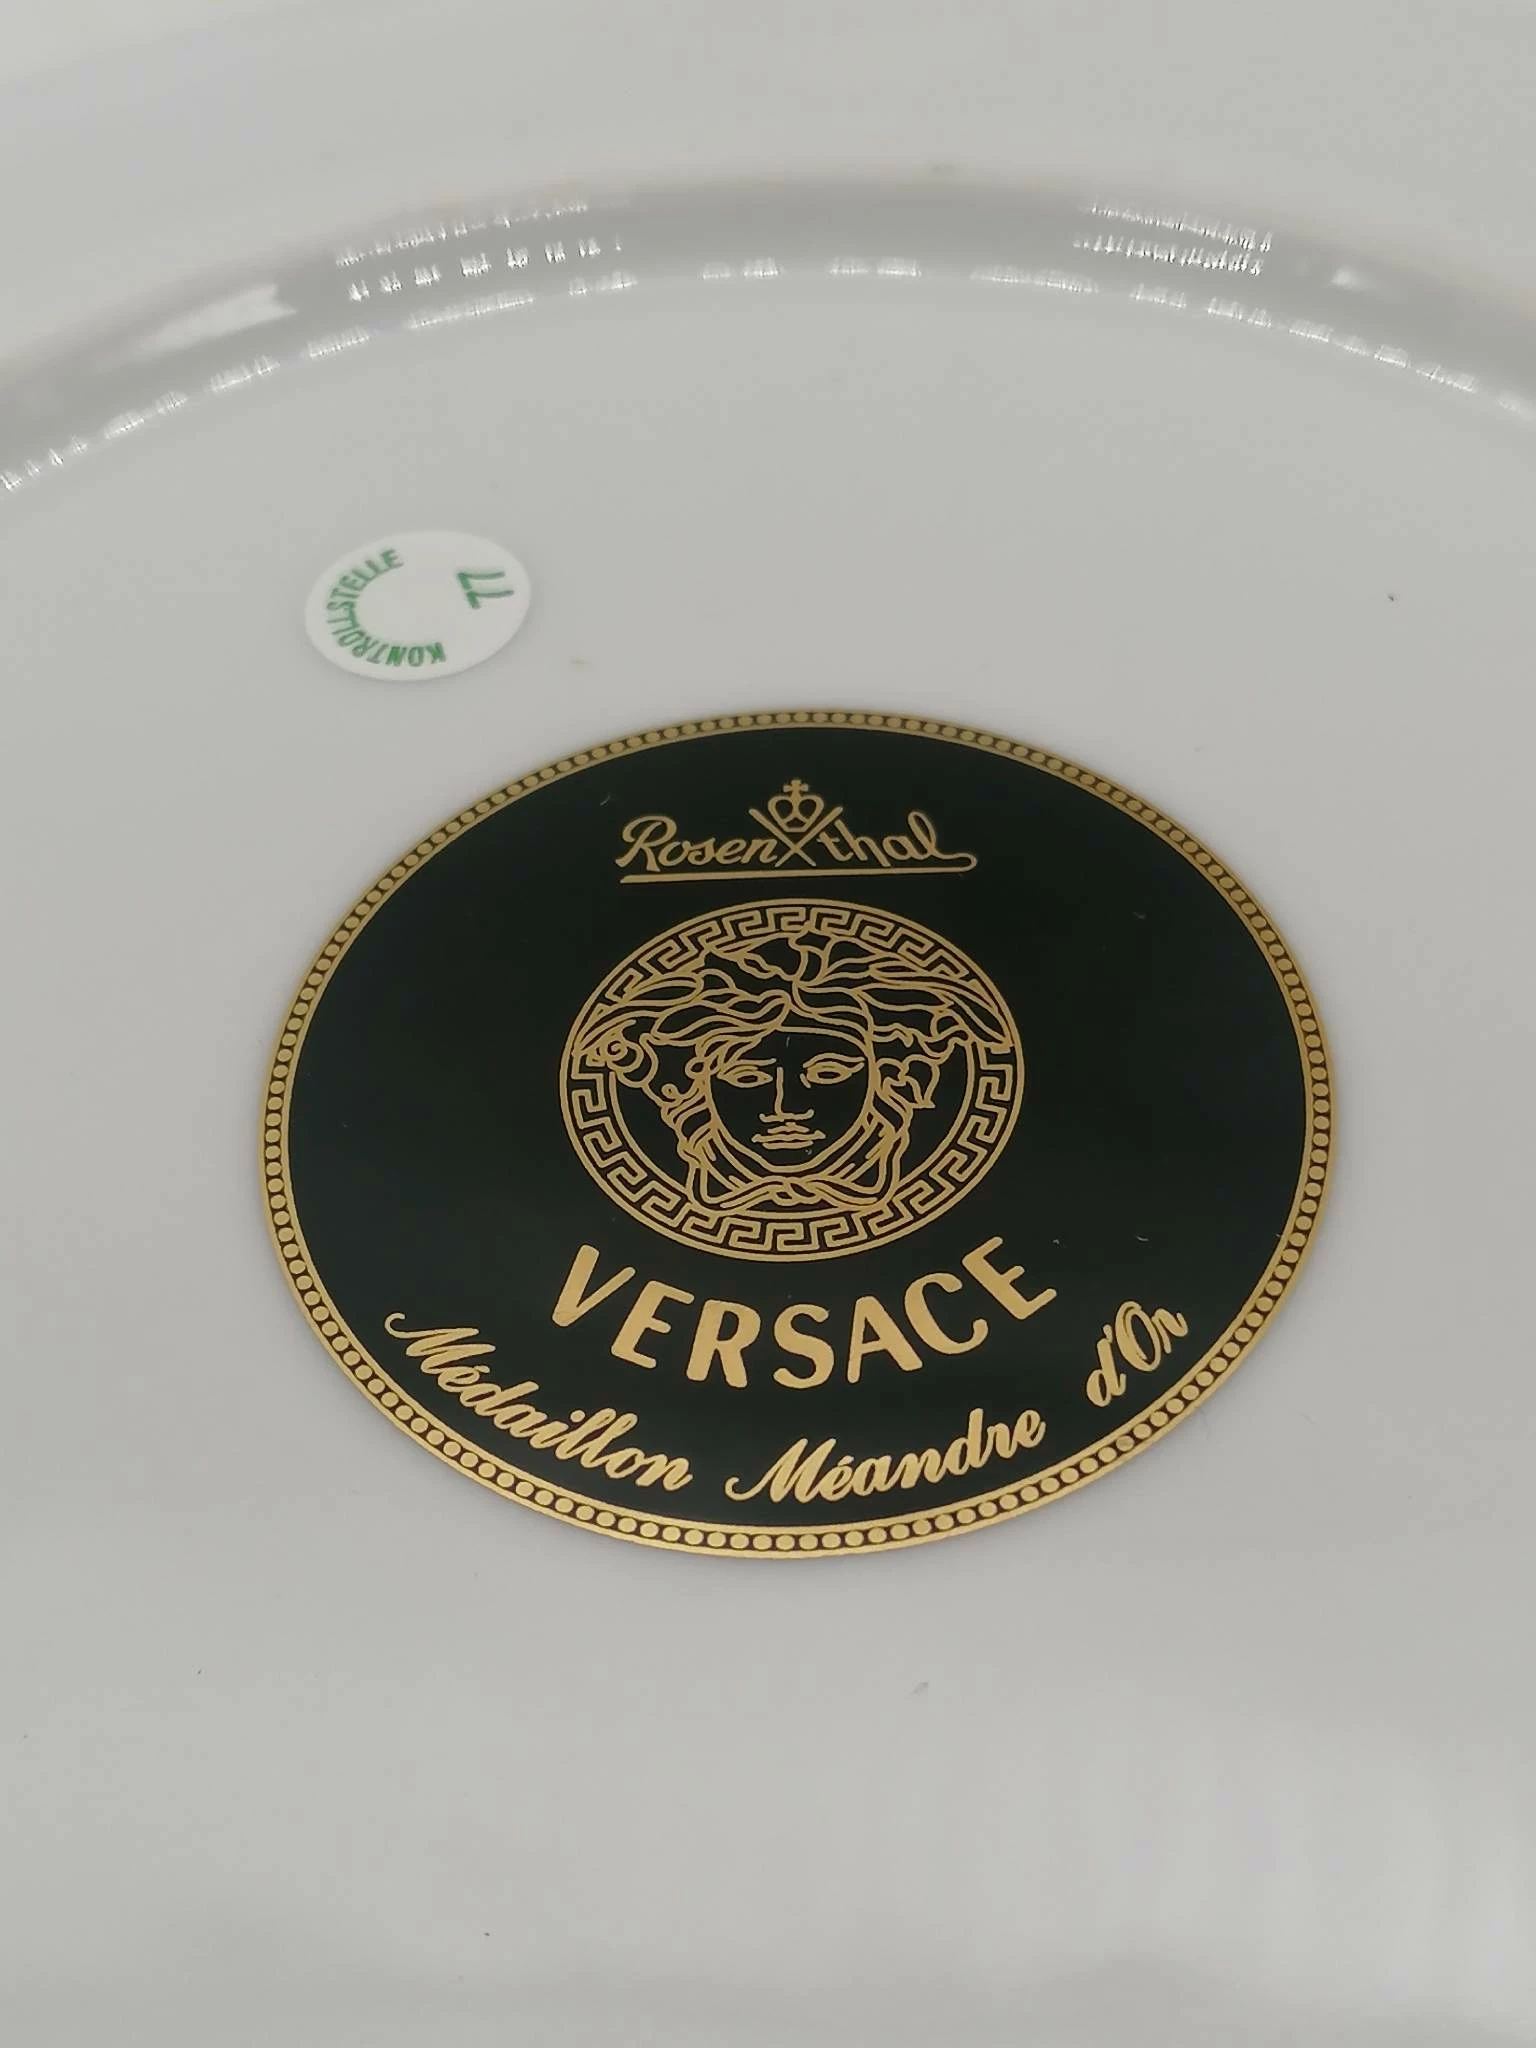 KONTROLLSTELLE
77
Rosenthal
VERSACE
Médaillon Méandre d'Or